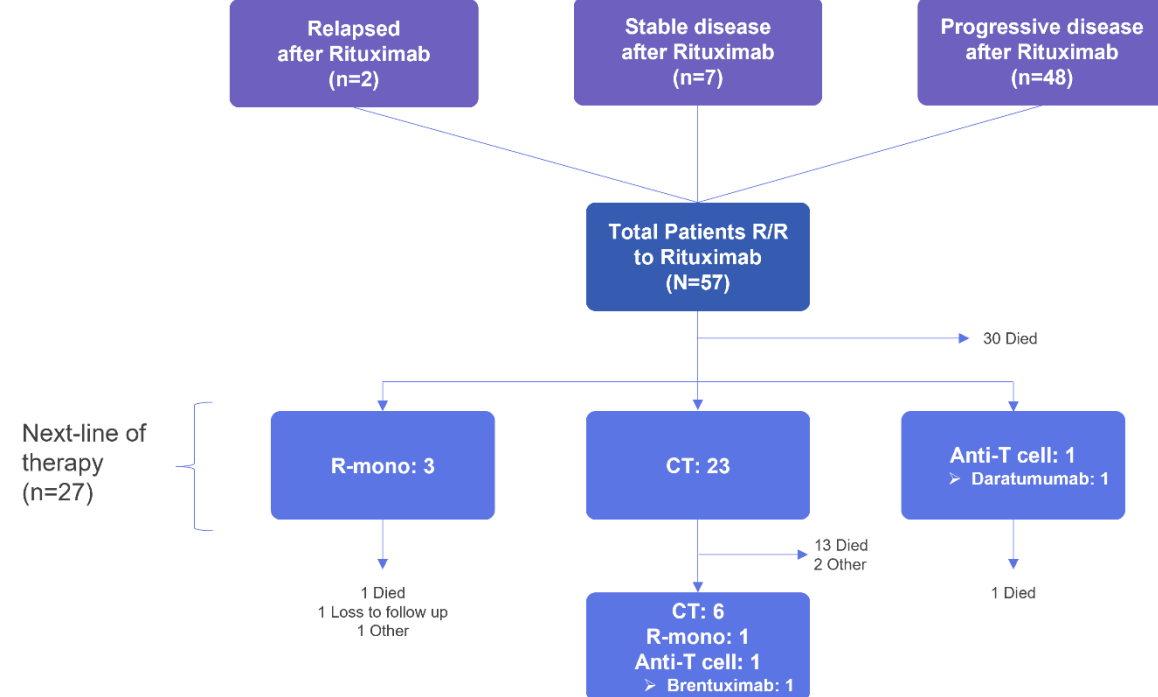 Relapsed
after Rituximab
(n=2)
Stable disease
after Rituximab
(n=7)
Progressive disease
after Rituximab
(n=48)
Total Patients R/R
to Rituximab
(N=57)
30 Died
Next-line of
therapy
(n=27)
R-mono: 3
CT: 23
Anti-T cell: 1
➢ Daratumumab: 1
1 Died
1 Loss to follow up
1 Other
13 Died
2 Other
1 Died
CT: 6
R-mono: 1
Anti-T cell: 1
➢ Brentuximab: 1